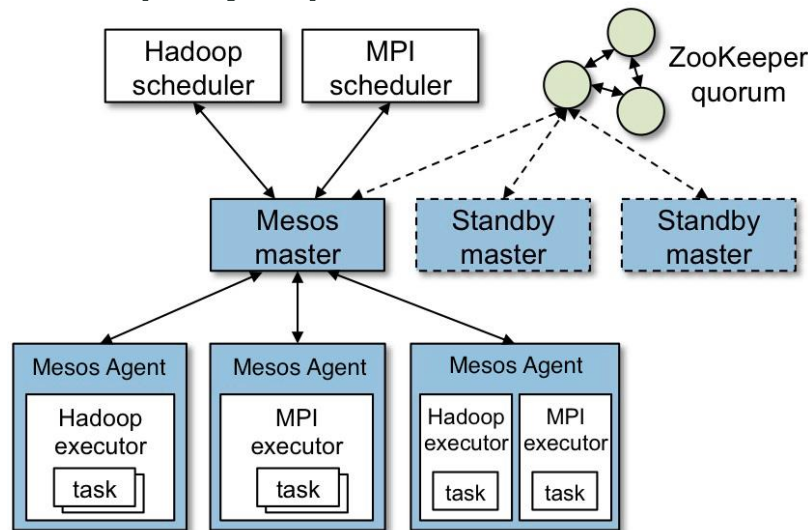 Hadoop
scheduler
MPI
scheduler
ZooKeeper
quorum
Mesos
master
Standby
master
Standby
master
Mesos Agent
Hadoop
executor
task
Mesos Agent
MPI
executor
task
Mesos Agent
Hadoop
executor
task
MPI
executor
task